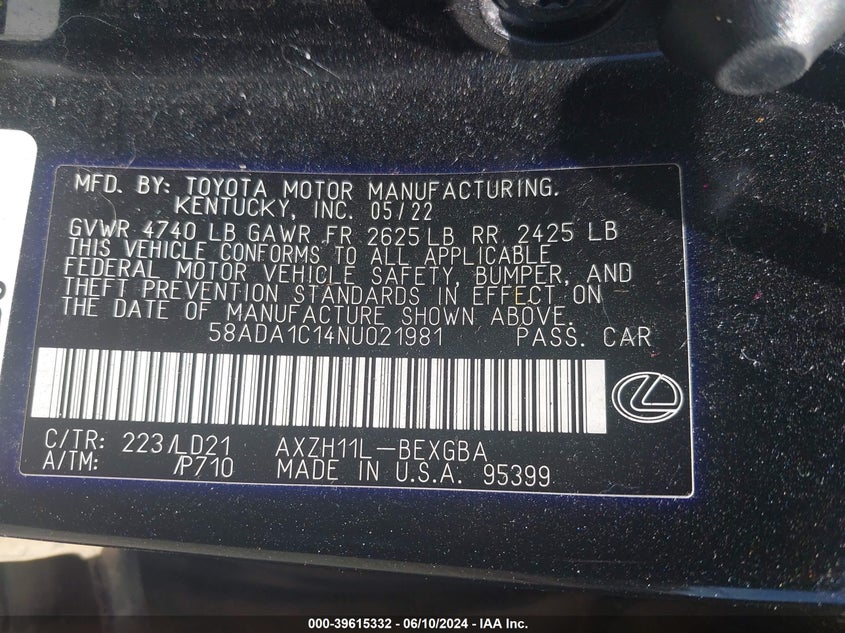 MFD. BY: TOYOTA MOTOR MANUFACTURING.
KENTUCKY, INC. 05/22
GVWR 4740 LB GAWR FR 2625 LB RR 2425 LB
THIS VEHICLE CONFORMS TO ALL APPLICABLE
FEDERAL MOTOR VEHICLE SAFETY, BUMPER, AND
THEFT PREVENTION STANDARDS IN EFFECT ON
THE DATE OF MANUFACTURE SHOWN ABOVE.
58ADA1C14NU021981 PASS. CAR
C/TR: 223/LD21 AXZH11L-BEXGBA
A/TM: /P710 MADE IN U.S.A. 95399
000-39615332 - 06/10/2024 - IAA Inc.